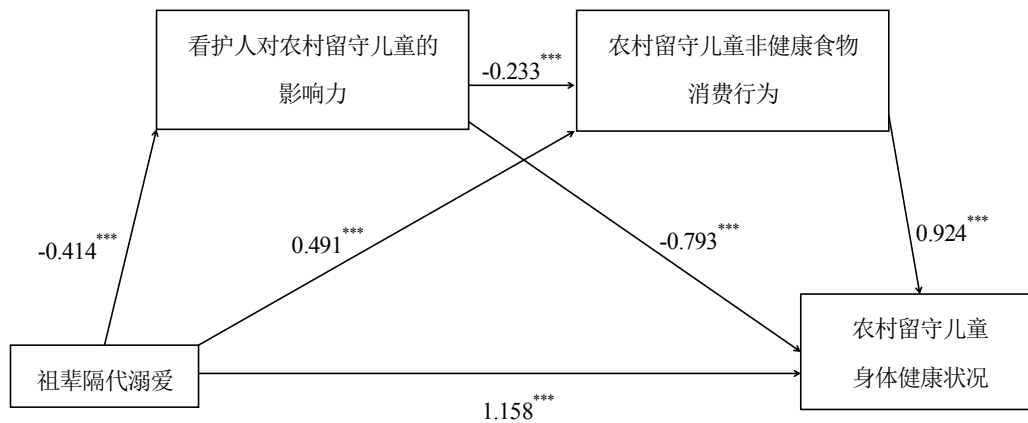 看护人对农村留守儿童的
影响力
-0.233***
农村留守儿童非健康食物
消费行为
-0.414***
0.491***
-0.793***
0.924***
祖辈隔代溺爱
1.158***
农村留守儿童
身体健康状况